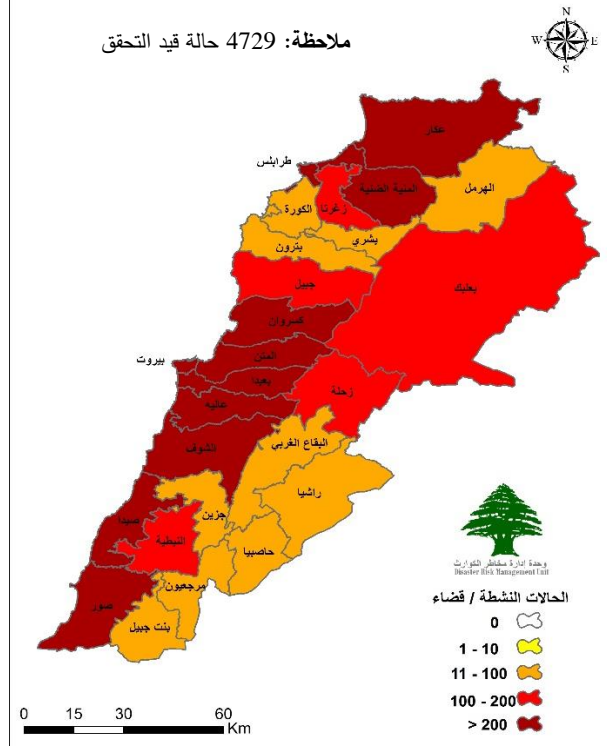 ملاحظة: 4729 حالة قيد التحقق
N
W E
S
عكار
طرابلس
المنية الضنية
الهرمل
زغرتا
الكورة
بشري
بترون
بعلبك
جبيل
كسروان
المتن
بيروت
بعبدا
زحلة
عاليه
البقاع الغربي
الشوف
راشيا
جزين
صيدا
النبطية
حاصبيا
مرجعيون
صور
بنت جبيل
وحدة ادارة مخاطر الكوارث
Disaster Risk Management Unit
الحالات النشطة / قضاء
0
1 - 10
11 - 100
100 - 200
> 200
0 15 30 60
Km